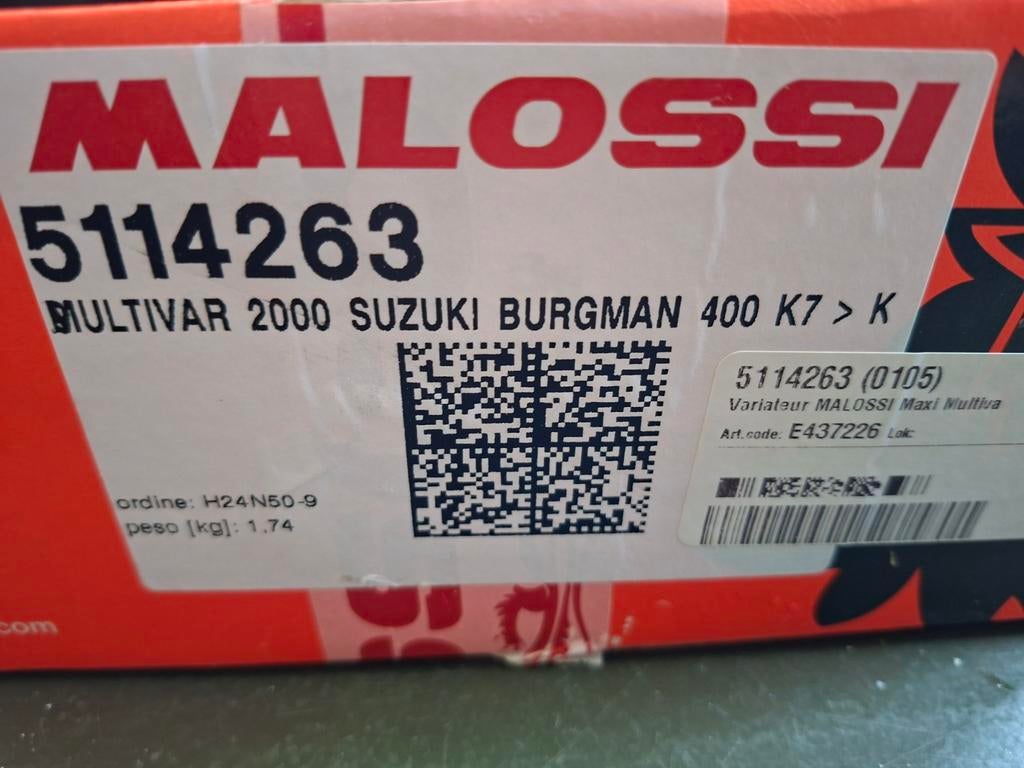 MALOSSI
5114263
MULTIVAR 2000 SUZUKI BURGMAN 400 K7 > K
5114263 (0105)
Variateur MALOSSI Maxi Multiva
Art.code: E437226 Lok:
ordine: H24N50-9
peso [kg]: 1.74
.com